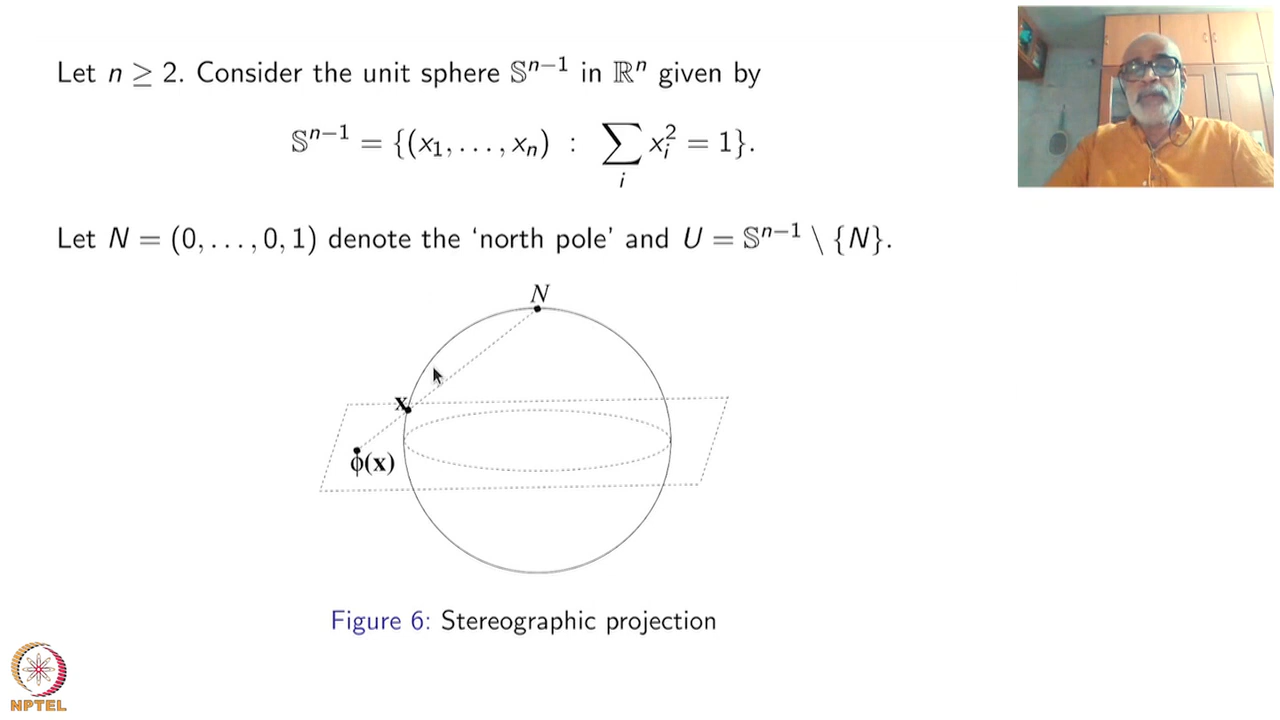 Let n ≥ 2. Consider the unit sphere 𝕊ⁿ⁻¹ in ℝⁿ given by
𝕊ⁿ⁻¹ = {(x₁, . . . , xₙ) : ∑ᵢ xᵢ² = 1}.
Let N = (0, . . . , 0, 1) denote the ‘north pole’ and U = 𝕊ⁿ⁻¹ \ {N}.
N
x
ϕ(x)
Figure 6: Stereographic projection
NPTEL